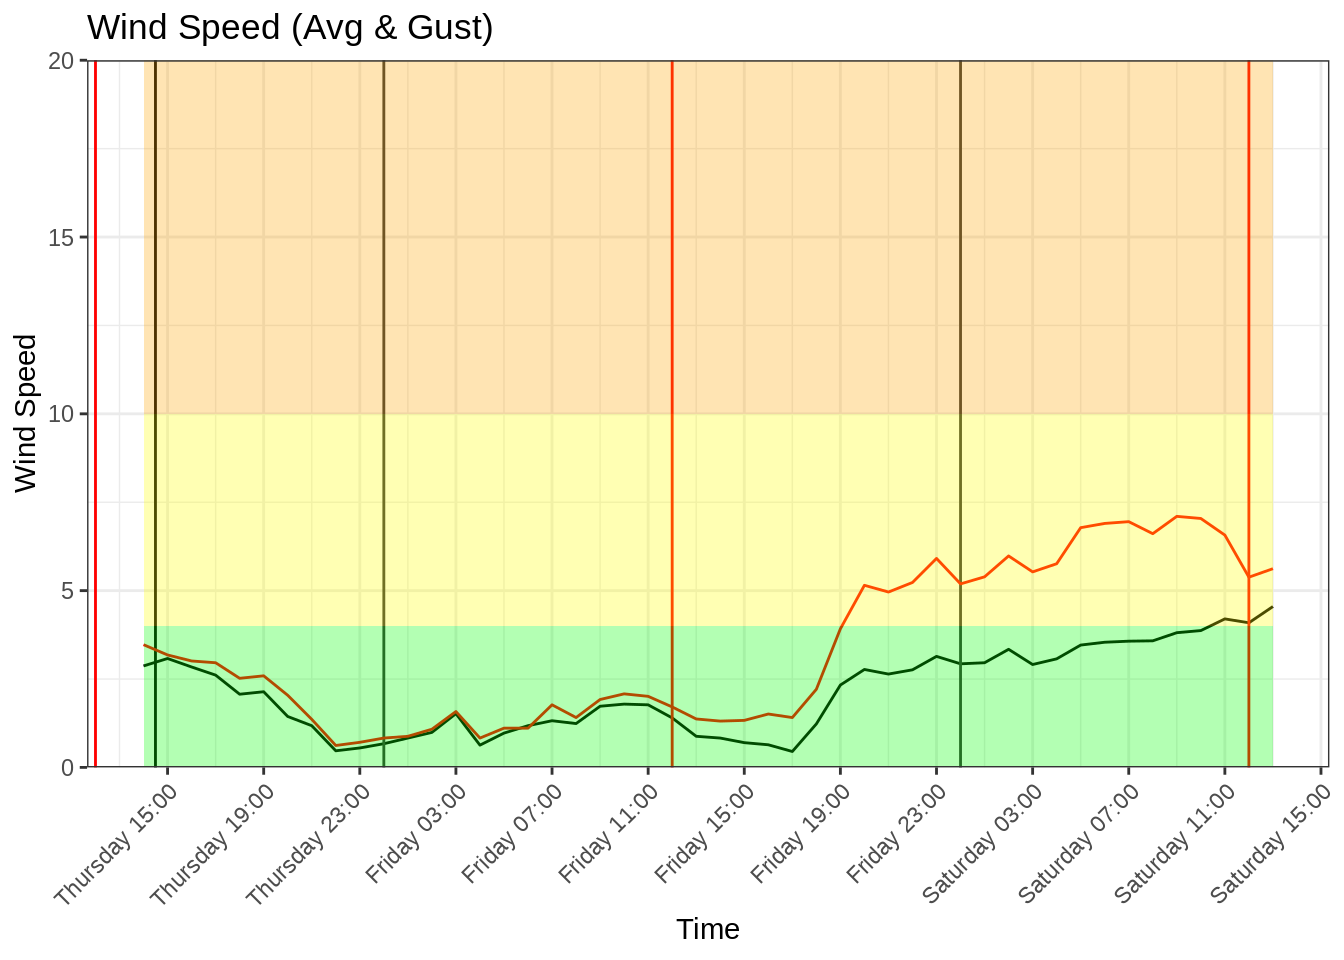 Wind Speed (Avg & Gust)
Wind Speed
20
15
10
5
0
Thursday 15:00
Thursday 19:00
Thursday 23:00
Friday 03:00
Friday 07:00
Friday 11:00
Friday 15:00
Friday 19:00
Friday 23:00
Saturday 03:00
Saturday 07:00
Saturday 11:00
Saturday 15:00
Time